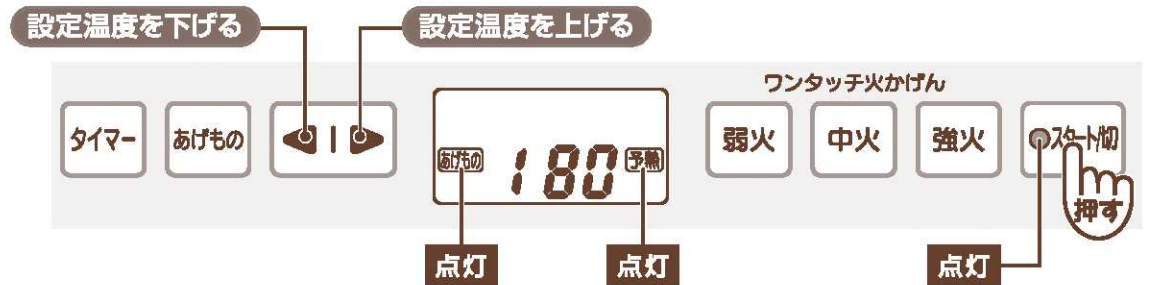 設定温度を下げる
設定温度を上げる
ワンタッチ火かげん
タイマー
あげもの
あげもの
180
予熱
弱火
中火
強火
スタート/切
押す
点灯
点灯
点灯